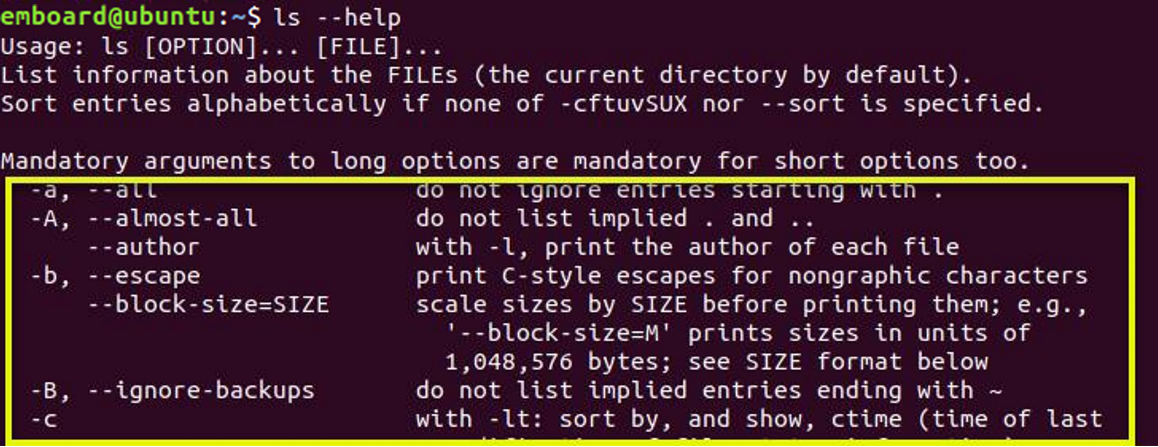 emboard@ubuntu:~$ ls --help
Usage: ls [OPTION]... [FILE]...
List information about the FILEs (the current directory by default).
Sort entries alphabetically if none of -cftuvSUX nor --sort is specified.
Mandatory arguments to long options are mandatory for short options too.
-a, --all do not ignore entries starting with .
-A, --almost-all do not list implied . and ..
--author with -l, print the author of each file
-b, --escape print C-style escapes for nongraphic characters
--block-size=SIZE scale sizes by SIZE before printing them; e.g.,
'--block-size=M' prints sizes in units of
1,048,576 bytes; see SIZE format below
-B, --ignore-backups do not list implied entries ending with ~
-c with -lt: sort by, and show, ctime (time of last